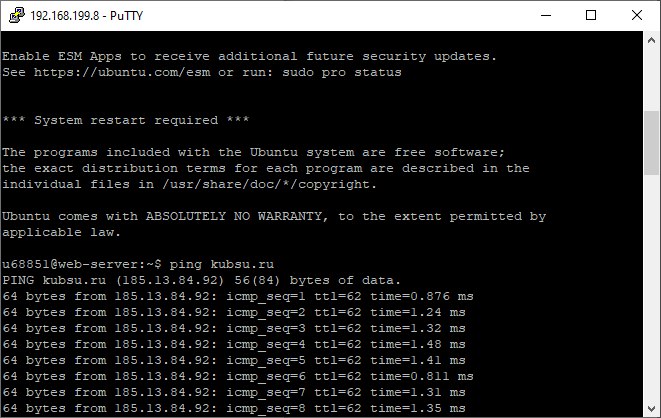 192.168.199.8 - PuTTY
Enable ESM Apps to receive additional future security updates.
See https://ubuntu.com/esm or run: sudo pro status
*** System restart required ***
The programs included with the Ubuntu system are free software;
the exact distribution terms for each program are described in the
individual files in /usr/share/doc/*/copyright.
Ubuntu comes with ABSOLUTELY NO WARRANTY, to the extent permitted by
applicable law.
u68851@web-server:~$ ping kubsu.ru
PING kubsu.ru (185.13.84.92) 56(84) bytes of data.
64 bytes from 185.13.84.92: icmp_seq=1 ttl=62 time=0.876 ms
64 bytes from 185.13.84.92: icmp_seq=2 ttl=62 time=1.24 ms
64 bytes from 185.13.84.92: icmp_seq=3 ttl=62 time=1.32 ms
64 bytes from 185.13.84.92: icmp_seq=4 ttl=62 time=1.48 ms
64 bytes from 185.13.84.92: icmp_seq=5 ttl=62 time=1.41 ms
64 bytes from 185.13.84.92: icmp_seq=6 ttl=62 time=0.811 ms
64 bytes from 185.13.84.92: icmp_seq=7 ttl=62 time=1.31 ms
64 bytes from 185.13.84.92: icmp_seq=8 ttl=62 time=1.35 ms